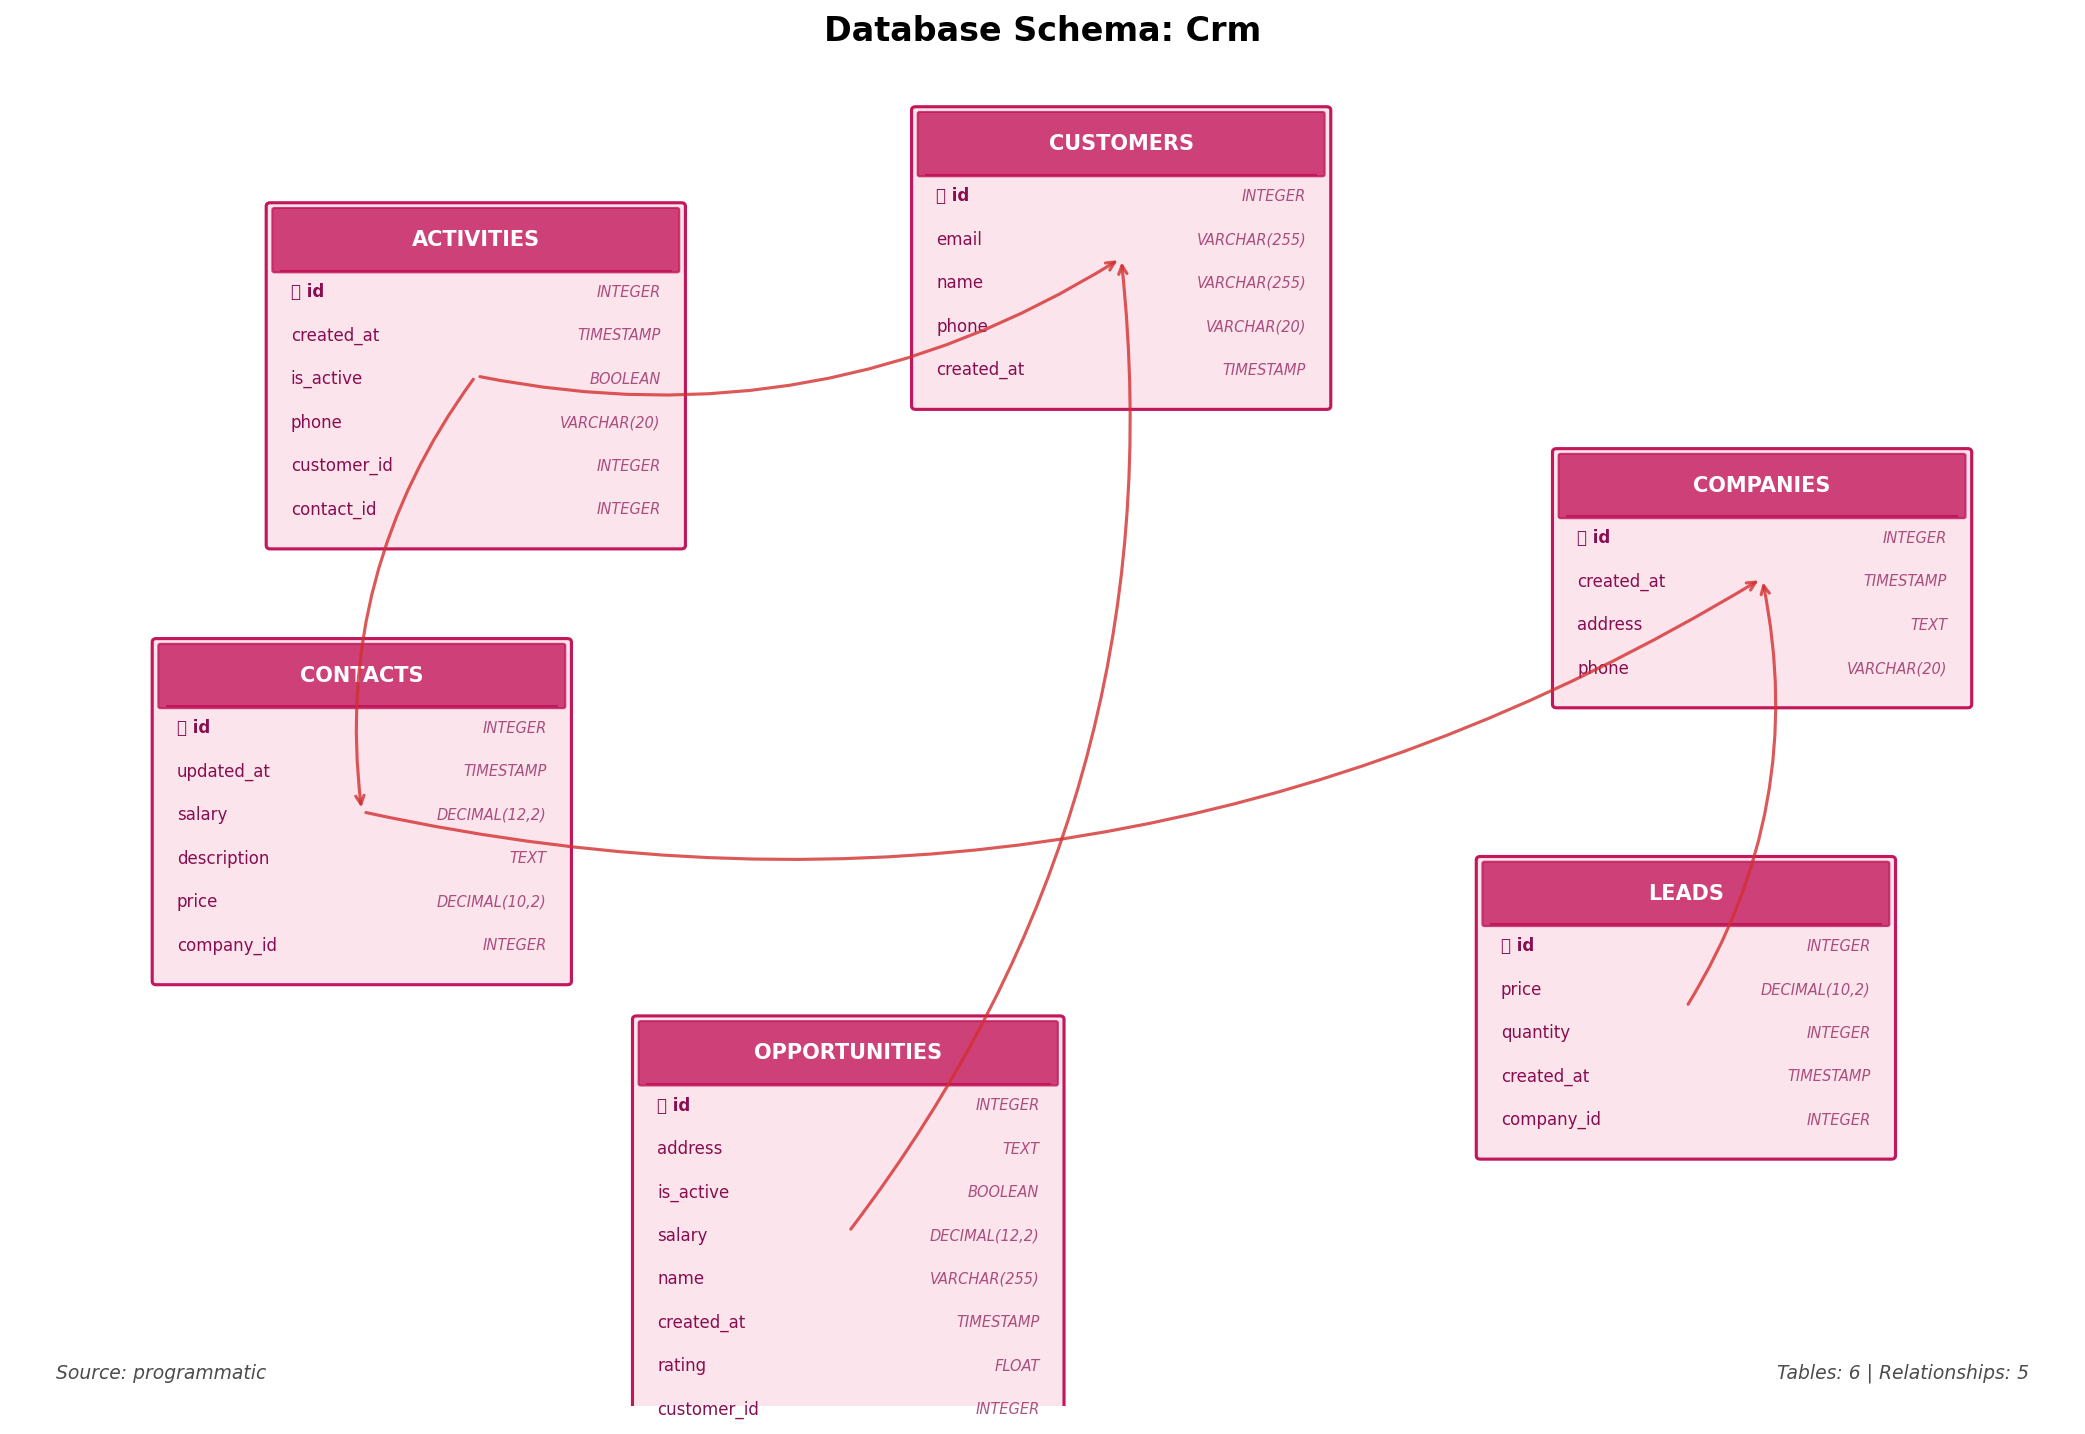 Database Schema: Crm
CUSTOMERS
id INTEGER
email VARCHAR(255)
name VARCHAR(255)
phone VARCHAR(20)
created_at TIMESTAMP
ACTIVITIES
id INTEGER
created_at TIMESTAMP
is_active BOOLEAN
phone VARCHAR(20)
customer_id INTEGER
contact_id INTEGER
COMPANIES
id INTEGER
created_at TIMESTAMP
address TEXT
phone VARCHAR(20)
CONTACTS
id INTEGER
updated_at TIMESTAMP
salary DECIMAL(12,2)
description TEXT
price DECIMAL(10,2)
company_id INTEGER
LEADS
id INTEGER
price DECIMAL(10,2)
quantity INTEGER
created_at TIMESTAMP
company_id INTEGER
OPPORTUNITIES
id INTEGER
address TEXT
is_active BOOLEAN
salary DECIMAL(12,2)
name VARCHAR(255)
created_at TIMESTAMP
rating FLOAT
customer_id INTEGER
Source: programmatic
Tables: 6 | Relationships: 5